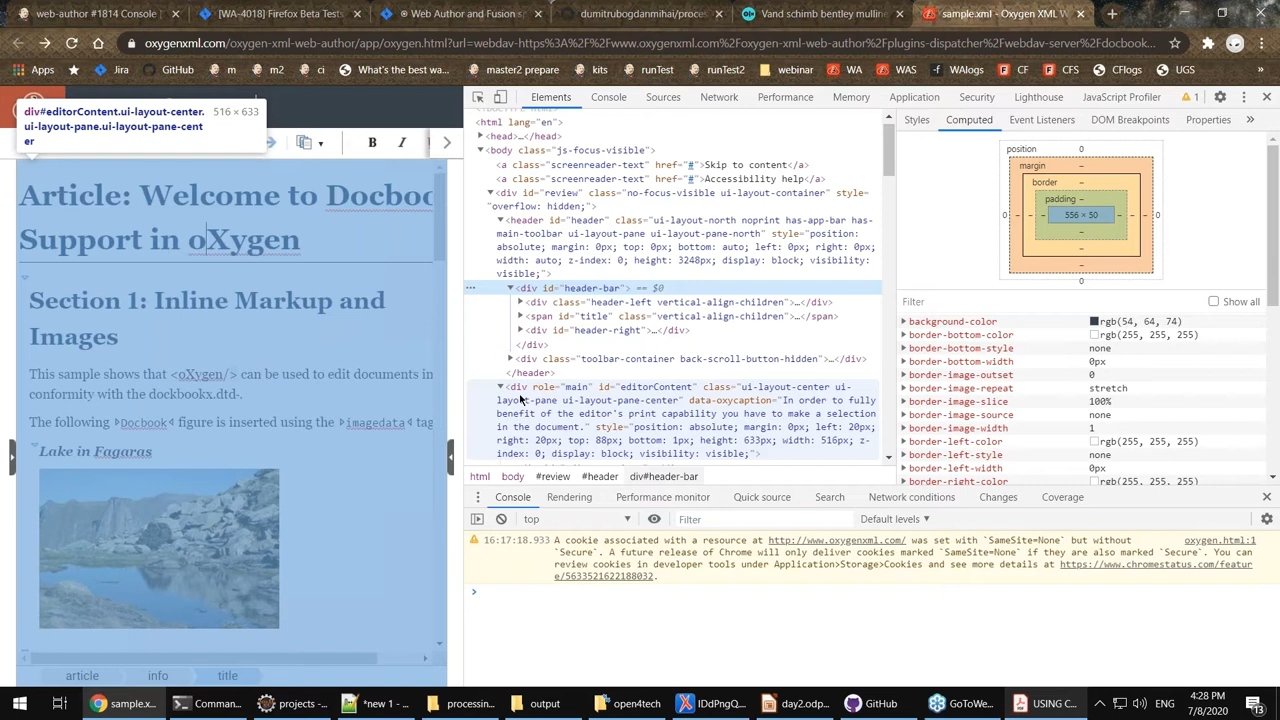 webauthor #1814 Console
[WA-4018] Firefox Beta Tests
Web Author and Fusion s
dumitrubogdanmihai/proces
Vand schimb bentley mullin
sample.xml - Oxygen XML W
oxygenxml.com/oxygen-xml-web-author/app/oxygen.html?url=webdav-https%3A%2F%2Fwww.oxygenxml.com%2Foxygen-xml-web-author%2Fplugins-dispatcher%2Fwebdav-server%2Fdocbook...
Apps Jira GitHub m m2 ci What's the best wa... master2 prepare kits runTest runTest2 webinar WA WAS WAlogs CF CFlogs UGS
div#editorContent.ui-layout-center.
ui-layout-pane.ui-layout-pane-cent
er
516 × 633
B I
Elements Console Sources Network Performance Memory Application Security Lighthouse JavaScript Profiler 1
<html lang="en">
<head>…</head>
<body class="js-focus-visible">
<a class="screenreader-text" href="#">Skip to content</a>
<a class="screenreader-text" href="#">Accessibility help</a>
<div id="review" class="no-focus-visible ui-layout-container" style=
"overflow: hidden;">
<header id="header" class="ui-layout-north noprint has-app-bar has-
main-toolbar ui-layout-pane ui-layout-pane-north" style="position:
absolute; margin: 0px; top: 0px; bottom: auto; left: 0px; right: 0px;
width: auto; z-index: 0; height: 3248px; display: block; visibility:
visible;">
<div id="header-bar"> == $0
<div class="header-left vertical-align-children">…</div>
<span id="title" class="vertical-align-children">…</span>
<div id="header-right">…</div>
</div>
<div class="toolbar-container back-scroll-button-hidden">…</div>
</header>
<div role="main" id="editorContent" class="ui-layout-center ui-
layout-pane ui-layout-pane-center" data-oxycaption="In order to fully
benefit of the editor's print capability you have to make a selection
in the document." style="position: absolute; margin: 0px; left: 20px;
right: 20px; top: 88px; bottom: 1px; height: 633px; width: 516px; z-
index: 0; display: block; visibility: visible;">
html body #review #header div#header-bar
Styles Computed Event Listeners DOM Breakpoints Properties
position 0
margin -
border -
padding -
0 - - - 556 × 50 - - - 0
-
-
-
0
Filter Show all
background-color rgb(54, 64, 74)
border-bottom-color rgb(255, 255, 255)
border-bottom-style none
border-bottom-width 0px
border-image-outset 0
border-image-repeat stretch
border-image-slice 100%
border-image-source none
border-image-width 1
border-left-color rgb(255, 255, 255)
border-left-style none
border-left-width 0px
border-right-color rgb(255, 255, 255)
Article: Welcome to Docboo
Support in oXygen
Section 1: Inline Markup and
Images
This sample shows that <oXygen/> can be used to edit documents in
conformity with the dockbookx.dtd-.
The following Docbook figure is inserted using the imagedata tag
Lake in Fagaras
article info title
Console Rendering Performance monitor Quick source Search Network conditions Changes Coverage
top Filter Default levels
16:17:18.933 A cookie associated with a resource at http://www.oxygenxml.com/ was set with `SameSite=None` but without oxygen.html:1
`Secure`. A future release of Chrome will only deliver cookies marked `SameSite=None` if they are also marked `Secure`. You can
review cookies in developer tools under Application>Storage>Cookies and see more details at https://www.chromestatus.com/featur
e/5633521622188032.
sample.x... Comman... projects -... *new 1 - ... processin... output open4tech IDdPngQ... day2.odp... GitHub GoToWe... USING C... ENG 4:28 PM
7/8/2020 13